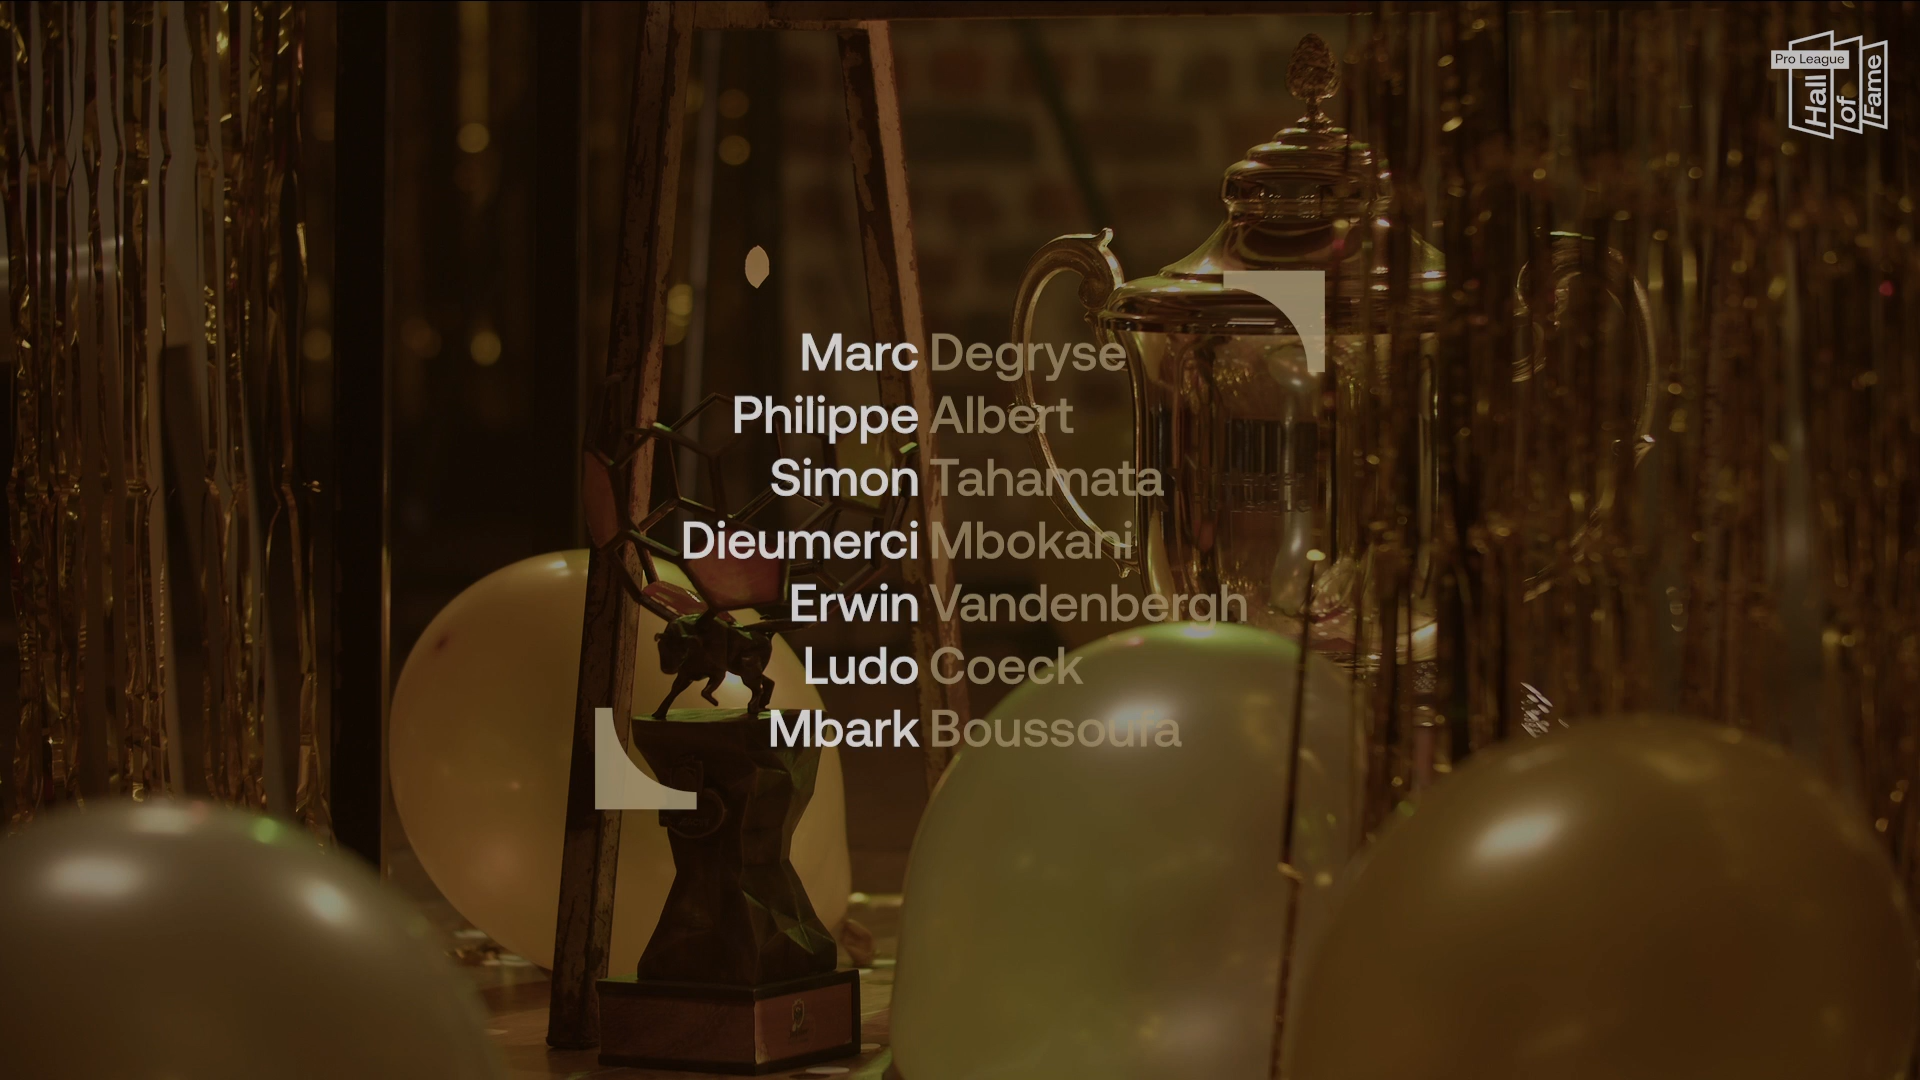 Pro League
Hall
of
Fame
Marc Degryse
Philippe Albert
Simon Tahamata
Dieumerci Mbokani
Erwin Vandenbergh
Ludo Coeck
Mbark Boussoufa